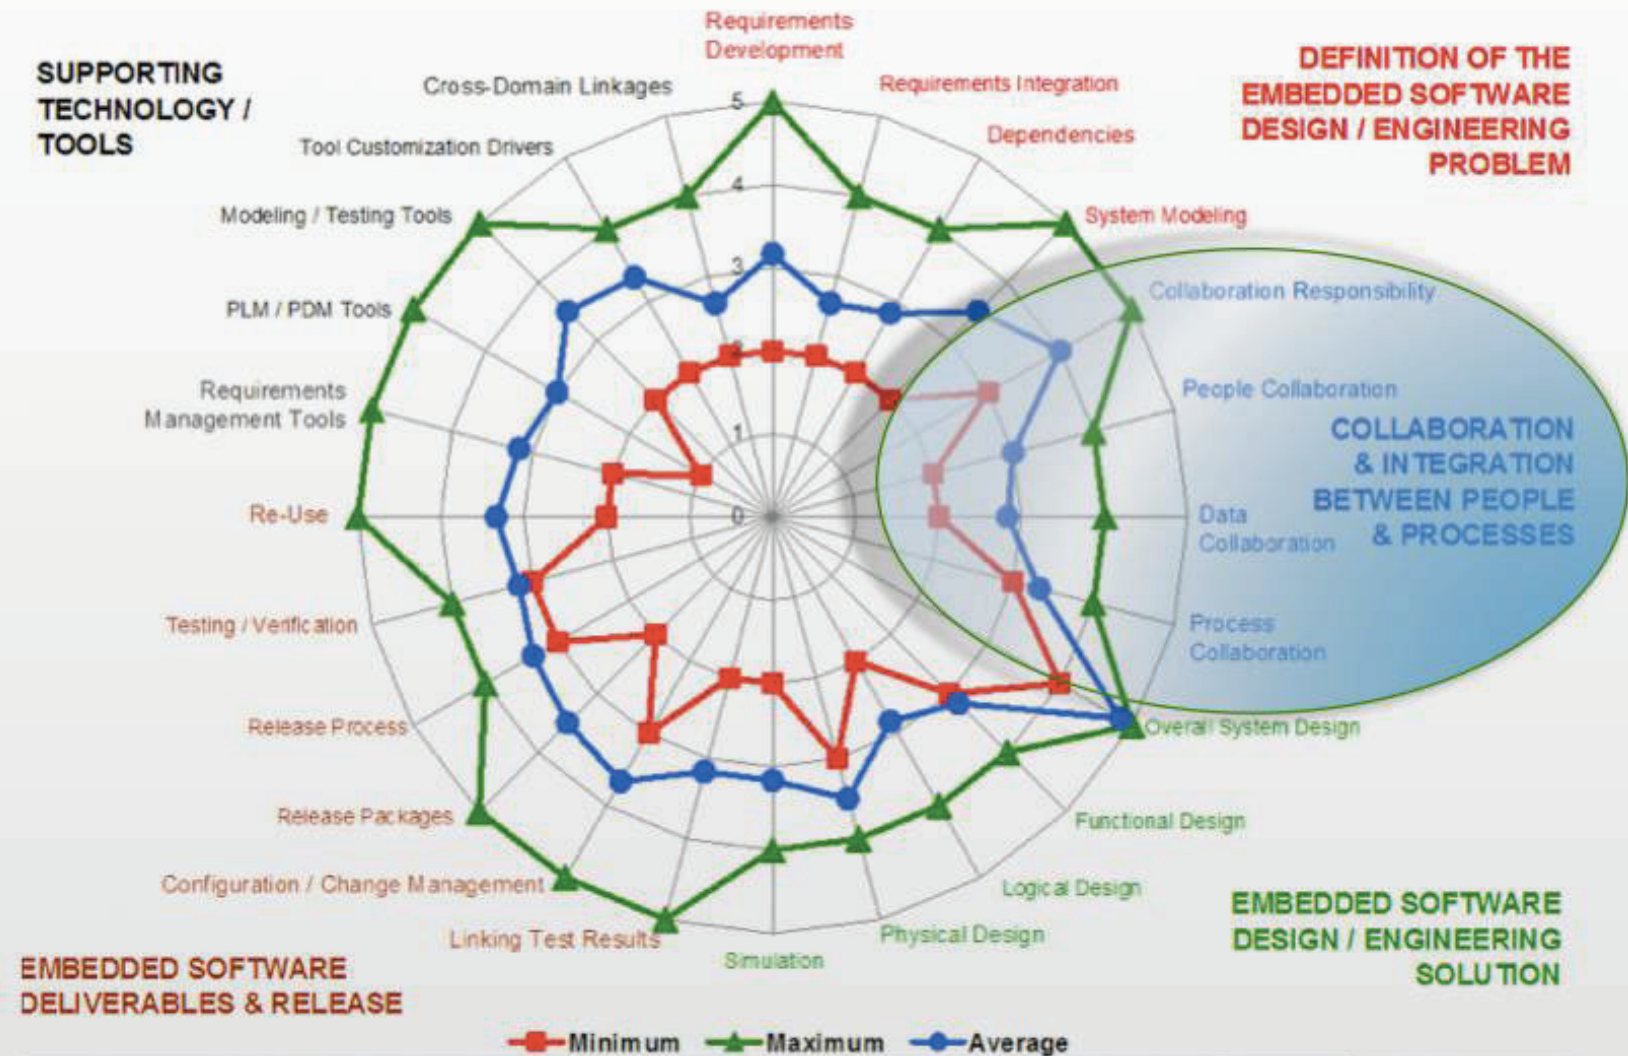 SUPPORTING
TECHNOLOGY /
TOOLS
Requirements
Development
DEFINITION OF THE
EMBEDDED SOFTWARE
DESIGN / ENGINEERING
PROBLEM
Cross-Domain Linkages
Requirements Integration
Tool Customization Drivers
Dependencies
Modeling / Testing Tools
System Modeling
PLM / PDM Tools
Collaboration Responsibility
Requirements
Management Tools
People Collaboration
COLLABORATION
& INTEGRATION
BETWEEN PEOPLE
& PROCESSES
Re-Use
Data
Collaboration
Testing / Verification
Process
Collaboration
Release Process
Overall System Design
Release Packages
Functional Design
Configuration / Change Management
Logical Design
Linking Test Results
Physical Design
Simulation
5
4
3
2
1
0
EMBEDDED SOFTWARE
DELIVERABLES & RELEASE
EMBEDDED SOFTWARE
DESIGN / ENGINEERING
SOLUTION
Minimum
Maximum
Average